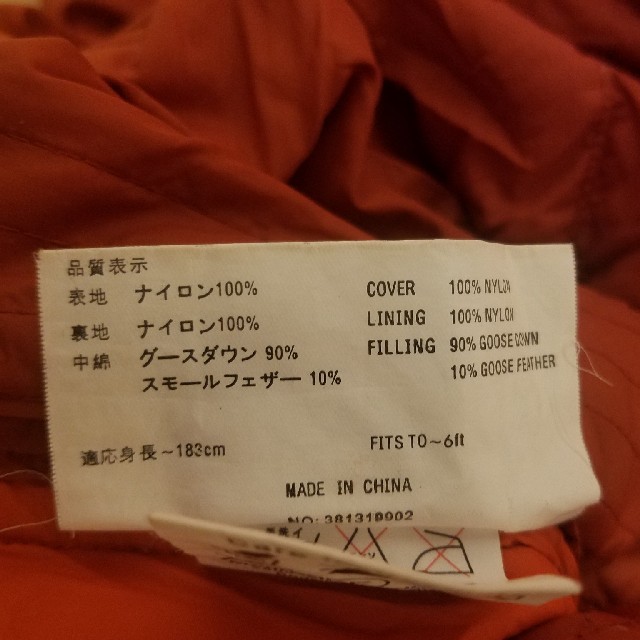 品質表示
表地 ナイロン100% COVER 100% NYLON
裏地 ナイロン100% LINING 100% NYLON
中綿 グースダウン 90% FILLING 90% GOOSE DOWN
スモールフェザー 10% 10% GOOSE FEATHER
適応身長~183cm FITS TO~6ft
MADE IN CHINA
NO: 381319902